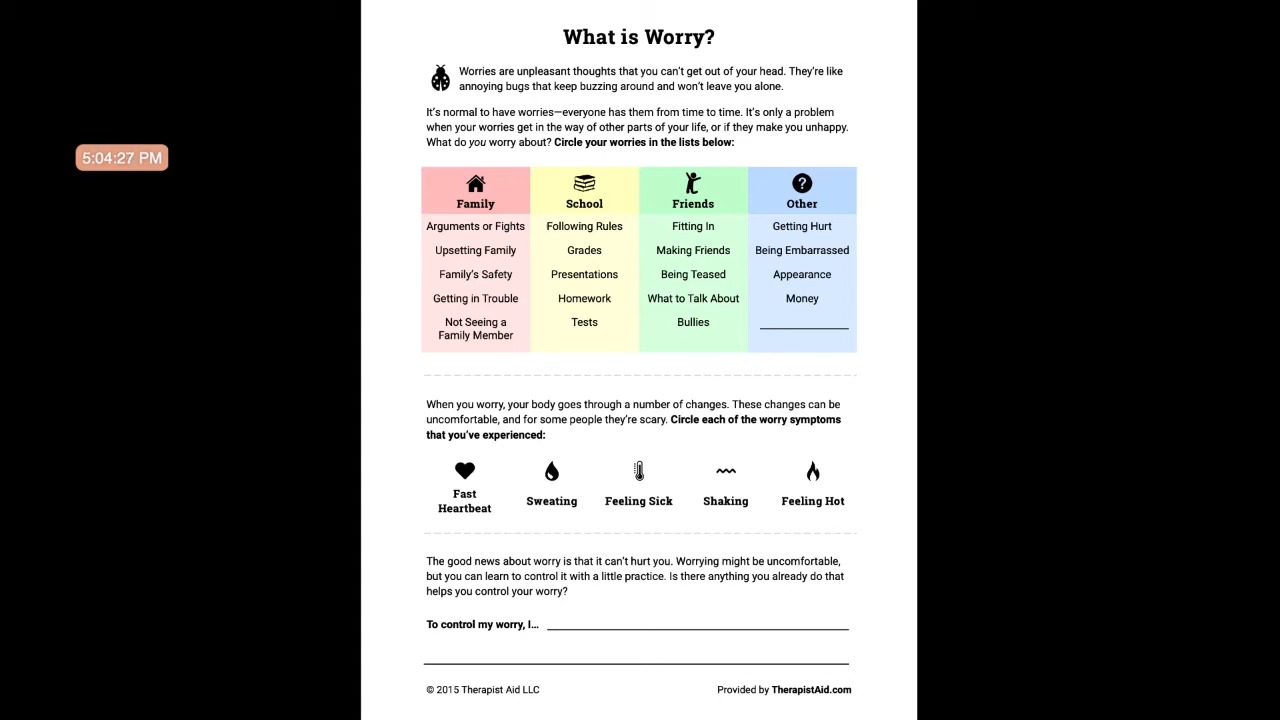 What is Worry?
Worries are unpleasant thoughts that you can't get out of your head. They're like
annoying bugs that keep buzzing around and won't leave you alone.
It's normal to have worries—everyone has them from time to time. It's only a problem
when your worries get in the way of other parts of your life, or if they make you unhappy.
What do you worry about? Circle your worries in the lists below:
5:04:27 PM
Family
Arguments or Fights
Upsetting Family
Family's Safety
Getting in Trouble
Not Seeing a
Family Member
School
Following Rules
Grades
Presentations
Homework
Tests
Friends
Fitting In
Making Friends
Being Teased
What to Talk About
Bullies
Other
Getting Hurt
Being Embarrassed
Appearance
Money
When you worry, your body goes through a number of changes. These changes can be
uncomfortable, and for some people they're scary. Circle each of the worry symptoms
that you've experienced:
Fast
Heartbeat
Sweating
Feeling Sick
Shaking
Feeling Hot
The good news about worry is that it can't hurt you. Worrying might be uncomfortable,
but you can learn to control it with a little practice. Is there anything you already do that
helps you control your worry?
To control my worry, I...
© 2015 Therapist Aid LLC
Provided by TherapistAid.com